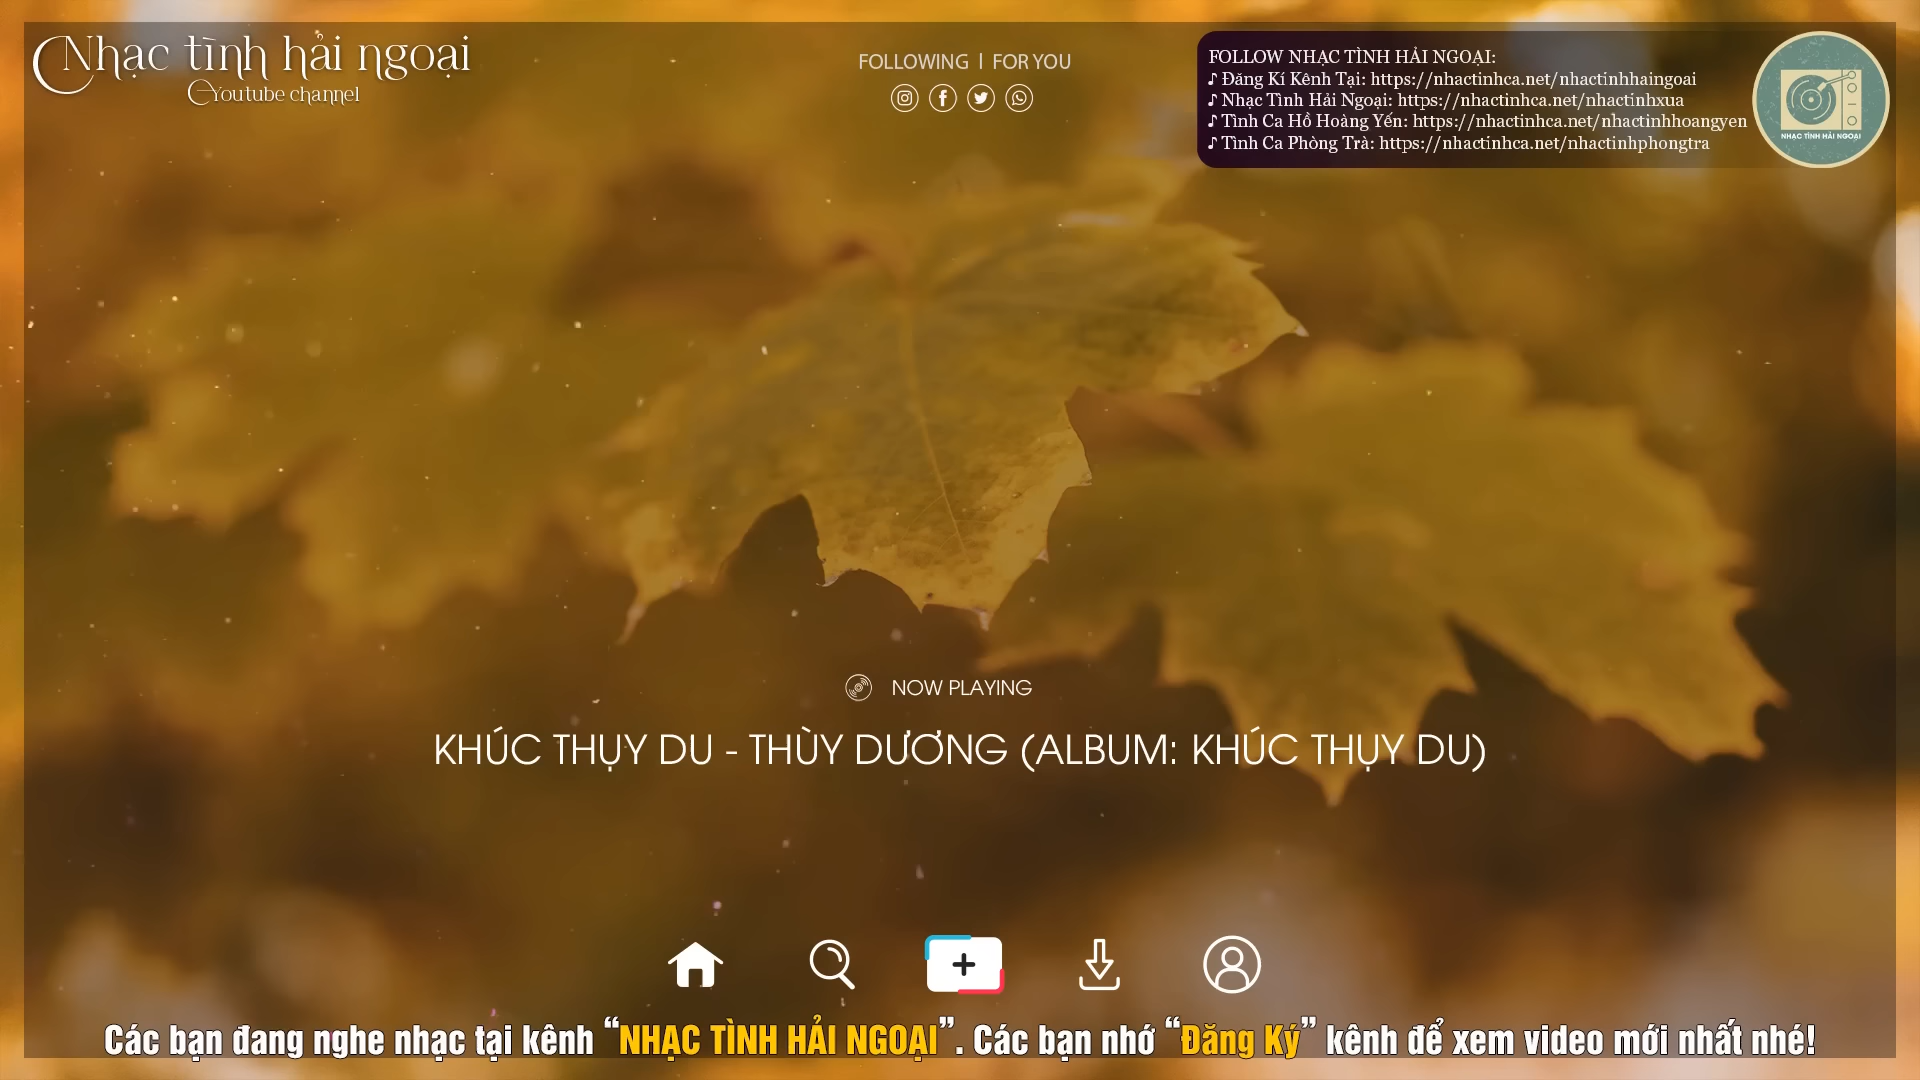 Nhạc tình hải ngoại
Youtube channel
FOLLOWING | FOR YOU
FOLLOW NHẠC TÌNH HẢI NGOẠI:
♪ Đăng Kí Kênh Tại: https://nhactinhca.net/nhactinhhaingoai
♪ Nhạc Tình Hải Ngoại: https://nhactinhca.net/nhactinhxua
♪ Tình Ca Hồ Hoàng Yến: https://nhactinhca.net/nhactinhhoangyen
♪ Tình Ca Phòng Trà: https://nhactinhca.net/nhactinhphongtra
NHẠC TÌNH HẢI NGOẠI
NOW PLAYING
KHÚC THỤY DU - THÙY DƯƠNG (ALBUM: KHÚC THỤY DU)
Các bạn đang nghe nhạc tại kênh “NHẠC TÌNH HẢI NGOẠI”. Các bạn nhớ “Đăng Ký” kênh để xem video mới nhất nhé!